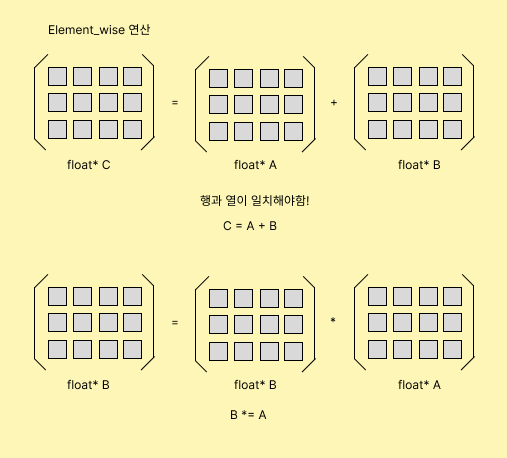 Element_wise 연산
= +
float* C float* A float* B
행과 열이 일치해야함!
C = A + B
= *
float* B float* B float* A
B *= A